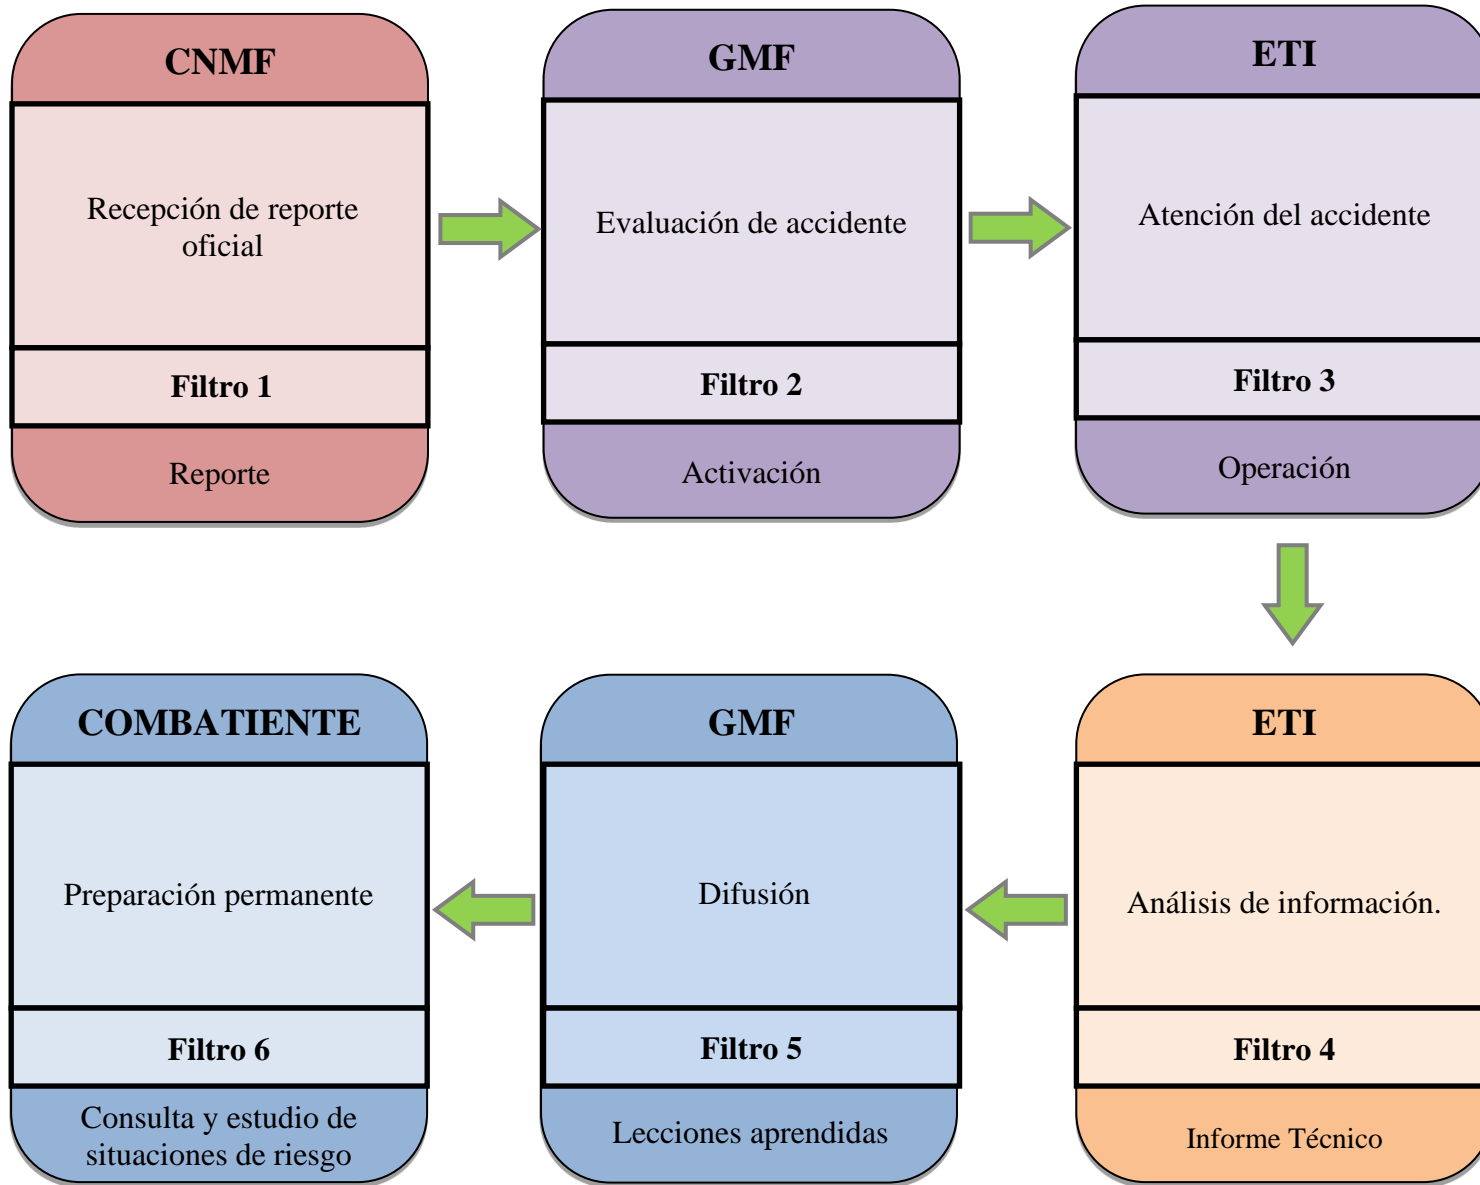 CNMF
Recepción de reporte
oficial
Filtro 1
Reporte
GMF
Evaluación de accidente
Filtro 2
Activación
ETI
Atención del accidente
Filtro 3
Operación
ETI
Análisis de información.
Filtro 4
Informe Técnico
GMF
Difusión
Filtro 5
Lecciones aprendidas
COMBATIENTE
Preparación permanente
Filtro 6
Consulta y estudio de
situaciones de riesgo